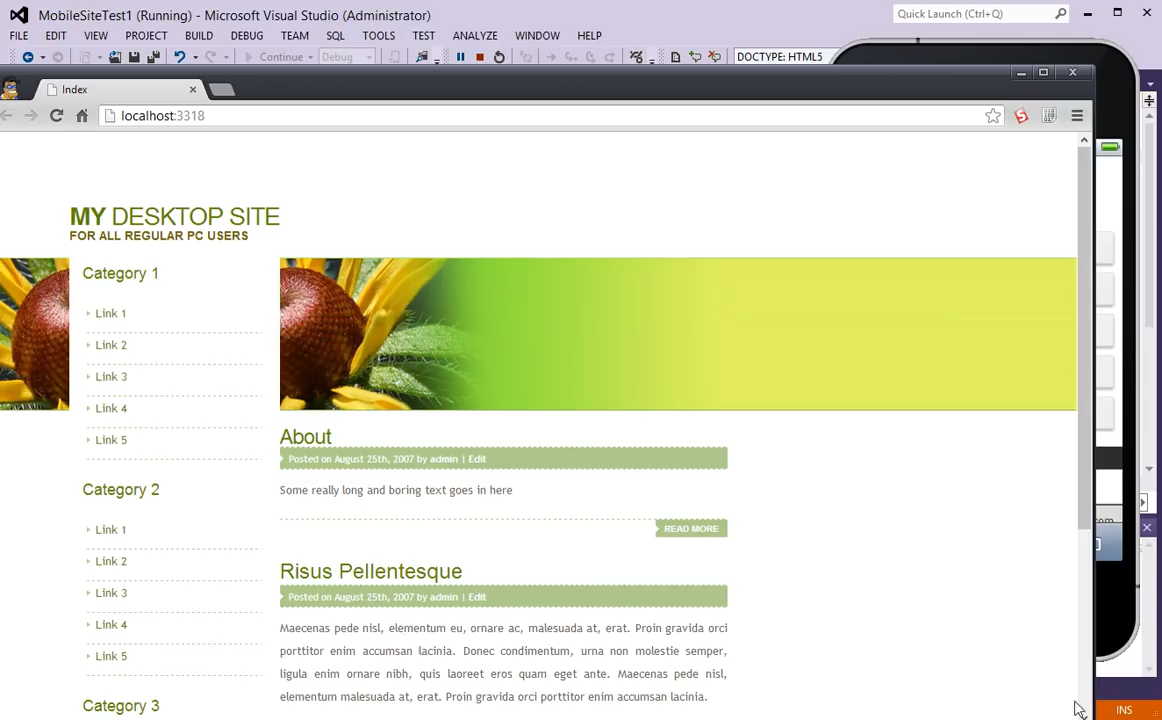 MobileSiteTest1 (Running) - Microsoft Visual Studio (Administrator)
Quick Launch (Ctrl+Q)
FILE EDIT VIEW PROJECT BUILD DEBUG TEAM SQL TOOLS TEST ANALYZE WINDOW HELP
Continue Debug DOCTYPE: HTML5
Index
localhost:3318
MY DESKTOP SITE
FOR ALL REGULAR PC USERS
Category 1
Link 1
Link 2
Link 3
Link 4
Link 5
Category 2
Link 1
Link 2
Link 3
Link 4
Link 5
Category 3
About
Posted on August 25th, 2007 by admin | Edit
Some really long and boring text goes in here
READ MORE
Risus Pellentesque
Posted on August 25th, 2007 by admin | Edit
Maecenas pede nisl, elementum eu, ornare ac, malesuada at, erat. Proin gravida orci
porttitor enim accumsan lacinia. Donec condimentum, urna non molestie semper,
ligula enim ornare nibh, quis laoreet eros quam eget ante. Maecenas pede nisl,
elementum malesuada at, erat. Proin gravida orci porttitor enim accumsan lacinia.
INS